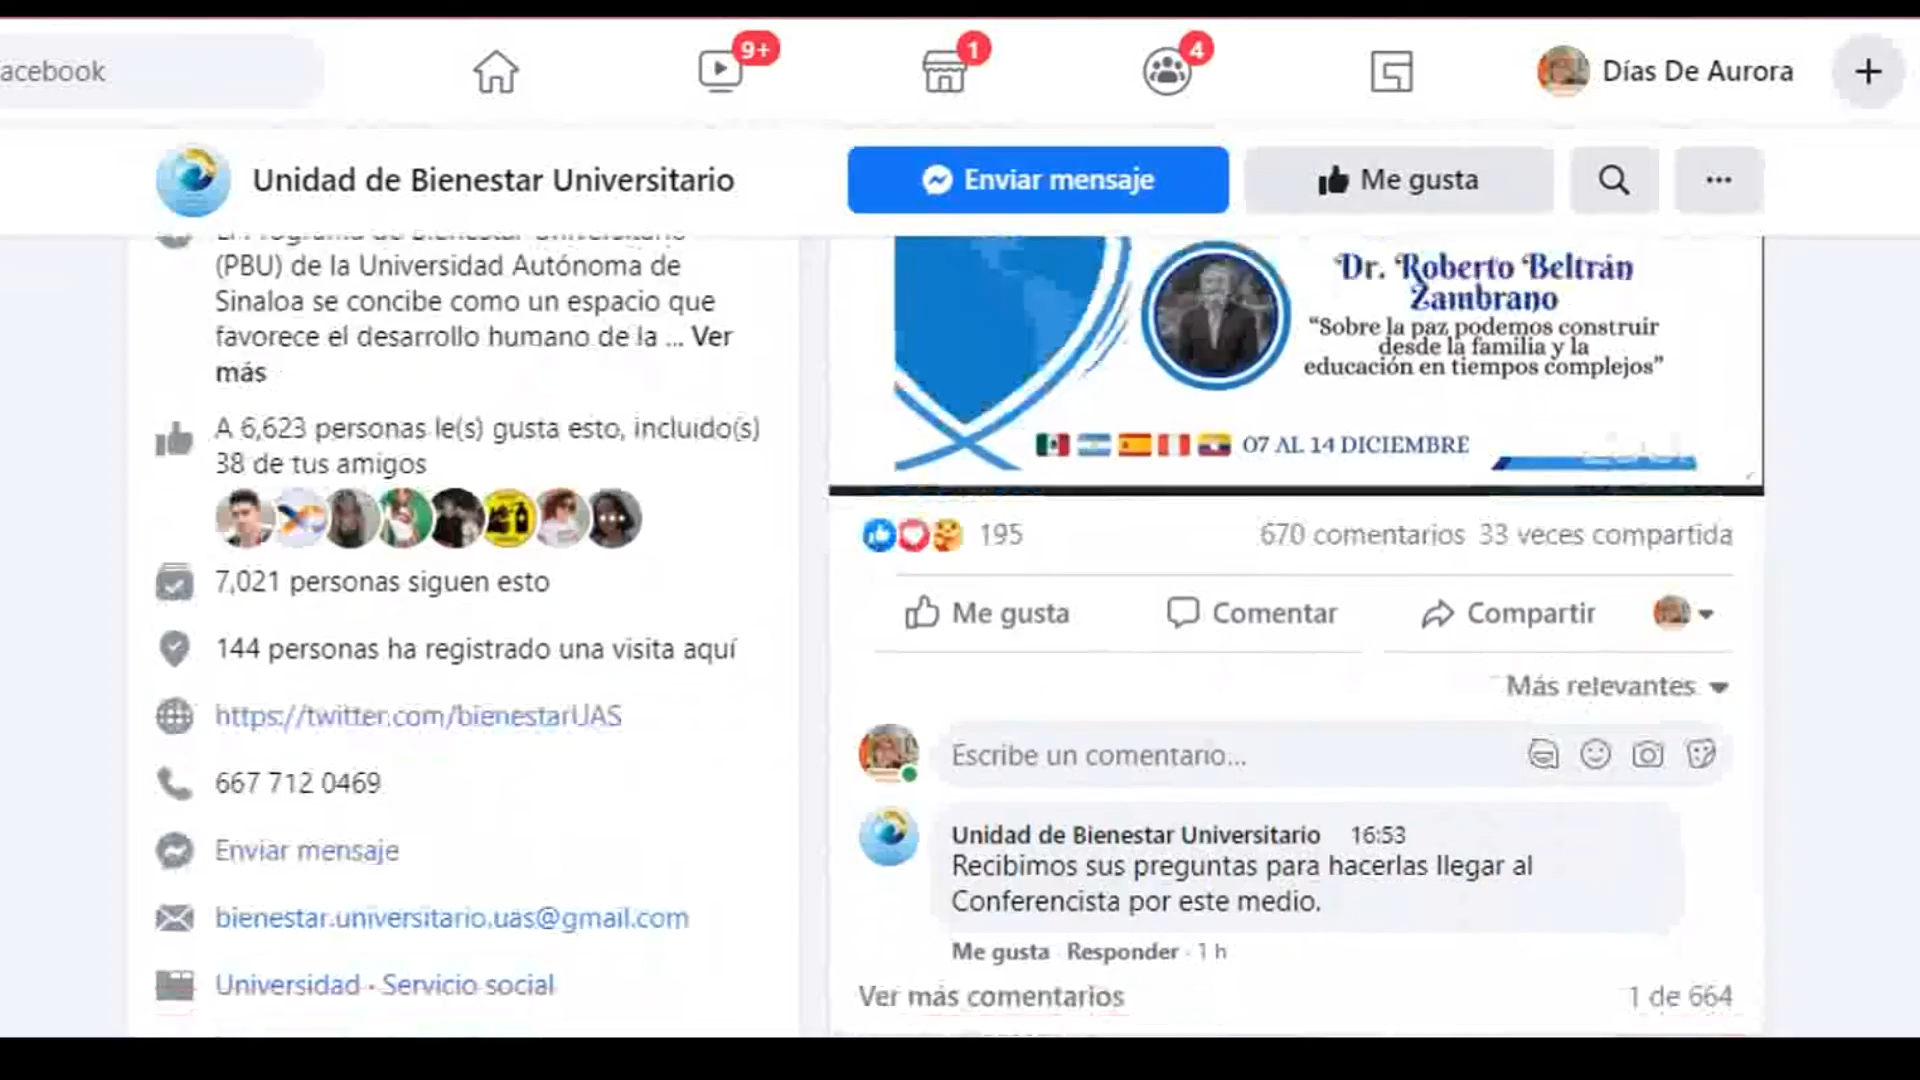 acebook
9+
1
4
Días De Aurora
Unidad de Bienestar Universitario
Enviar mensaje
Me gusta
El Programa de Bienestar Universitario
(PBU) de la Universidad Autónoma de
Sinaloa se concibe como un espacio que
favorece el desarrollo humano de la ... Ver
más
A 6,623 personas le(s) gusta esto, incluido(s)
38 de tus amigos
7,021 personas siguen esto
144 personas ha registrado una visita aquí
https://twitter.com/bienestarUAS
667 712 0469
Enviar mensaje
bienestar.universitario.uas@gmail.com
Universidad · Servicio social
Dr. Roberto Beltrán
Zambrano
“Sobre la paz podemos construir
desde la familia y la
educación en tiempos complejos”
07 AL 14 DICIEMBRE
195
670 comentarios 33 veces compartida
Me gusta
Comentar
Compartir
Más relevantes
Escribe un comentario...
Unidad de Bienestar Universitario 16:53
Recibimos sus preguntas para hacerlas llegar al
Conferencista por este medio.
Me gusta · Responder · 1 h
Ver más comentarios
1 de 664